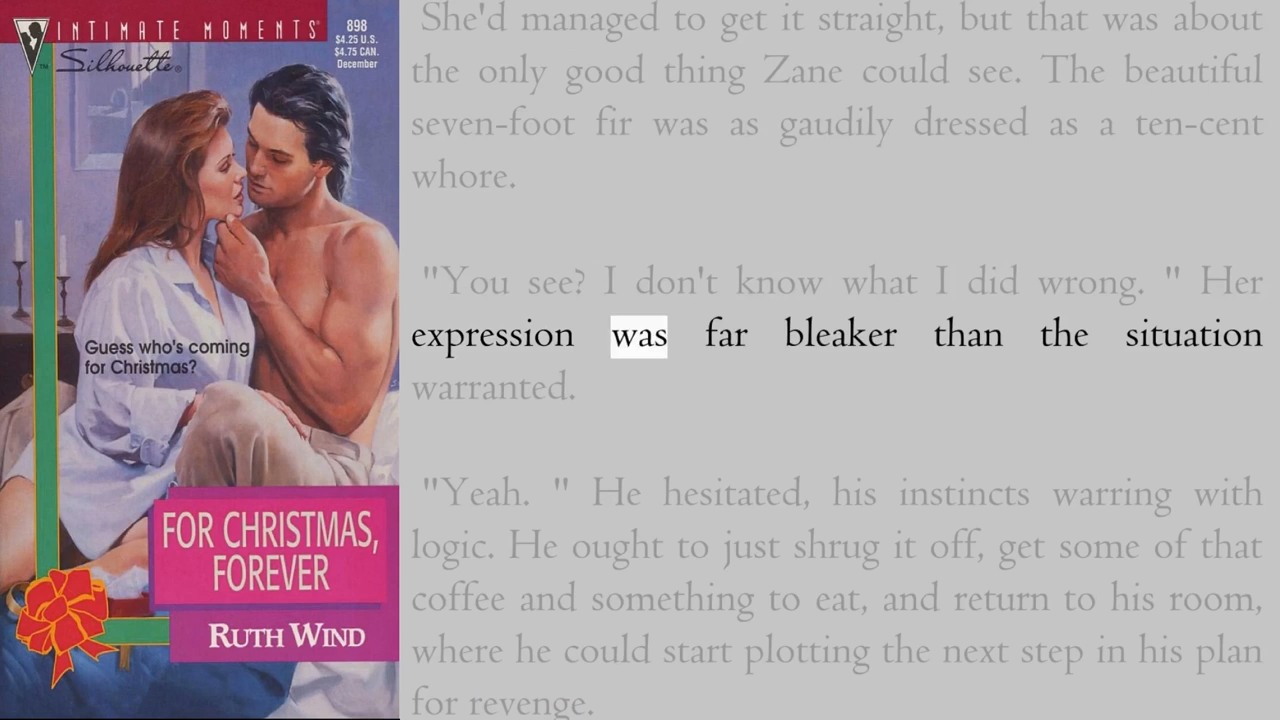 INTIMATE MOMENTS®
898
$4.25 U.S.
$4.75 CAN.
December
™ Silhouette®
Guess who's coming
for Christmas?
FOR CHRISTMAS,
FOREVER
RUTH WIND
She'd managed to get it straight, but that was about
the only good thing Zane could see. The beautiful
seven-foot fir was as gaudily dressed as a ten-cent
whore.
"You see? I don't know what I did wrong. " Her
expression was far bleaker than the situation
warranted.
"Yeah. " He hesitated, his instincts warring with
logic. He ought to just shrug it off, get some of that
coffee and something to eat, and return to his room,
where he could start plotting the next step in his plan
for revenge.